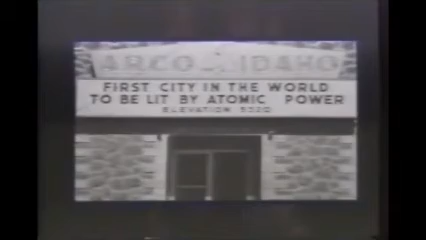 ARCO IDAHO
FIRST CITY IN THE WORLD
TO BE LIT BY ATOMIC POWER
ELEVATION 5320